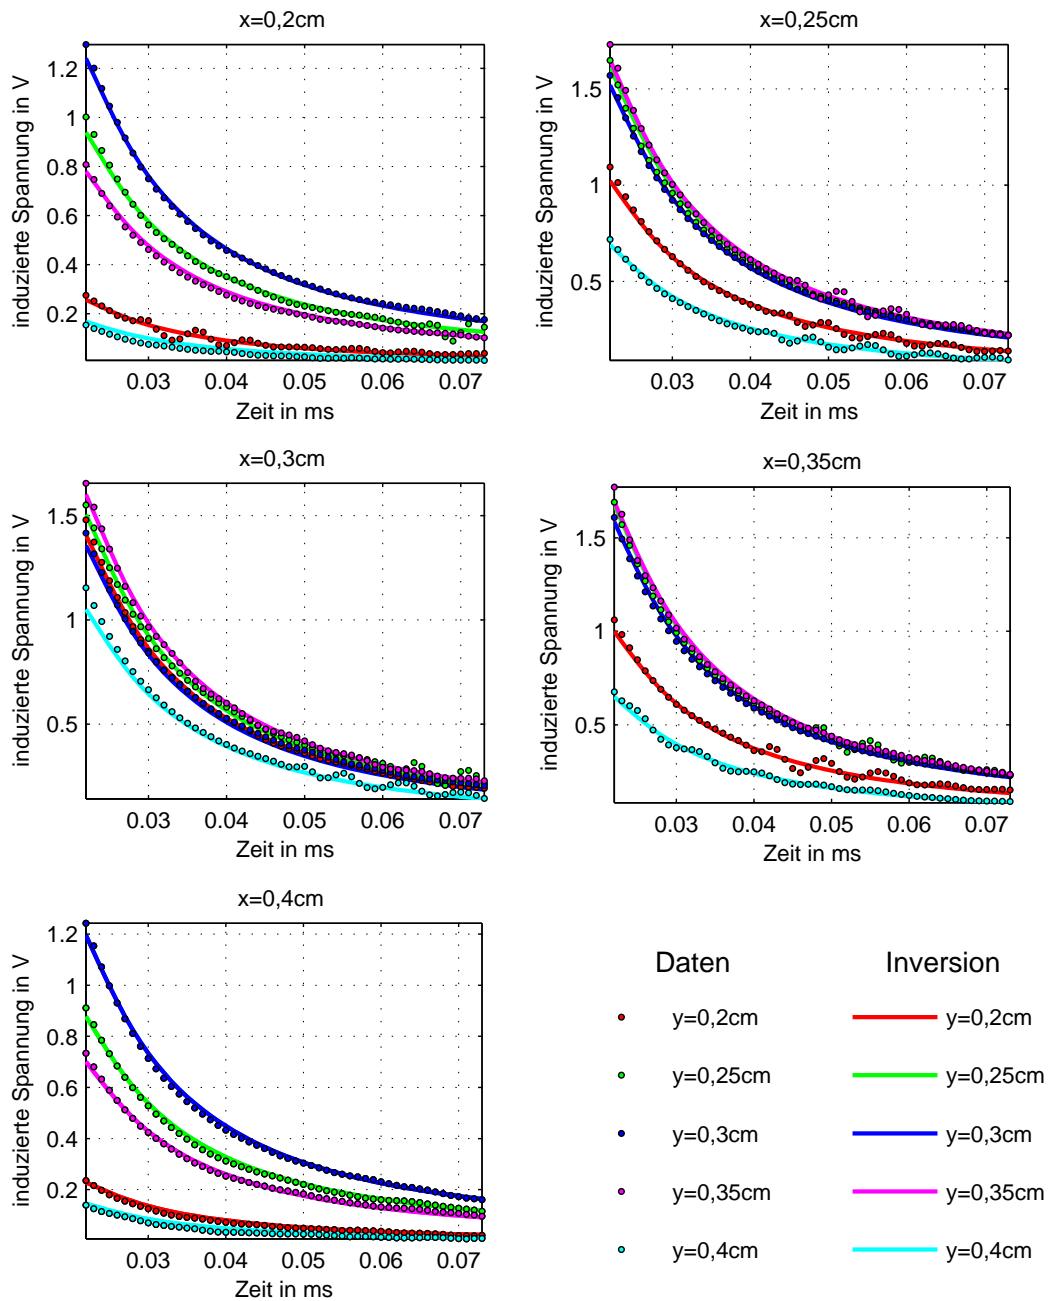 x=0,2cm
induzierte Spannung in V
1.2
1
0.8
0.6
0.4
0.2
0.03
0.04
0.05
0.06
0.07
Zeit in ms
x=0,25cm
induzierte Spannung in V
1.5
1
0.5
0.03
0.04
0.05
0.06
0.07
Zeit in ms
x=0,3cm
induzierte Spannung in V
1.5
1
0.5
0.03
0.04
0.05
0.06
0.07
Zeit in ms
x=0,35cm
induzierte Spannung in V
1.5
1
0.5
0.03
0.04
0.05
0.06
0.07
Zeit in ms
x=0,4cm
induzierte Spannung in V
1.2
1
0.8
0.6
0.4
0.2
0.03
0.04
0.05
0.06
0.07
Zeit in ms
Daten
Inversion
y=0,2cm
y=0,2cm
y=0,25cm
y=0,25cm
y=0,3cm
y=0,3cm
y=0,35cm
y=0,35cm
y=0,4cm
y=0,4cm